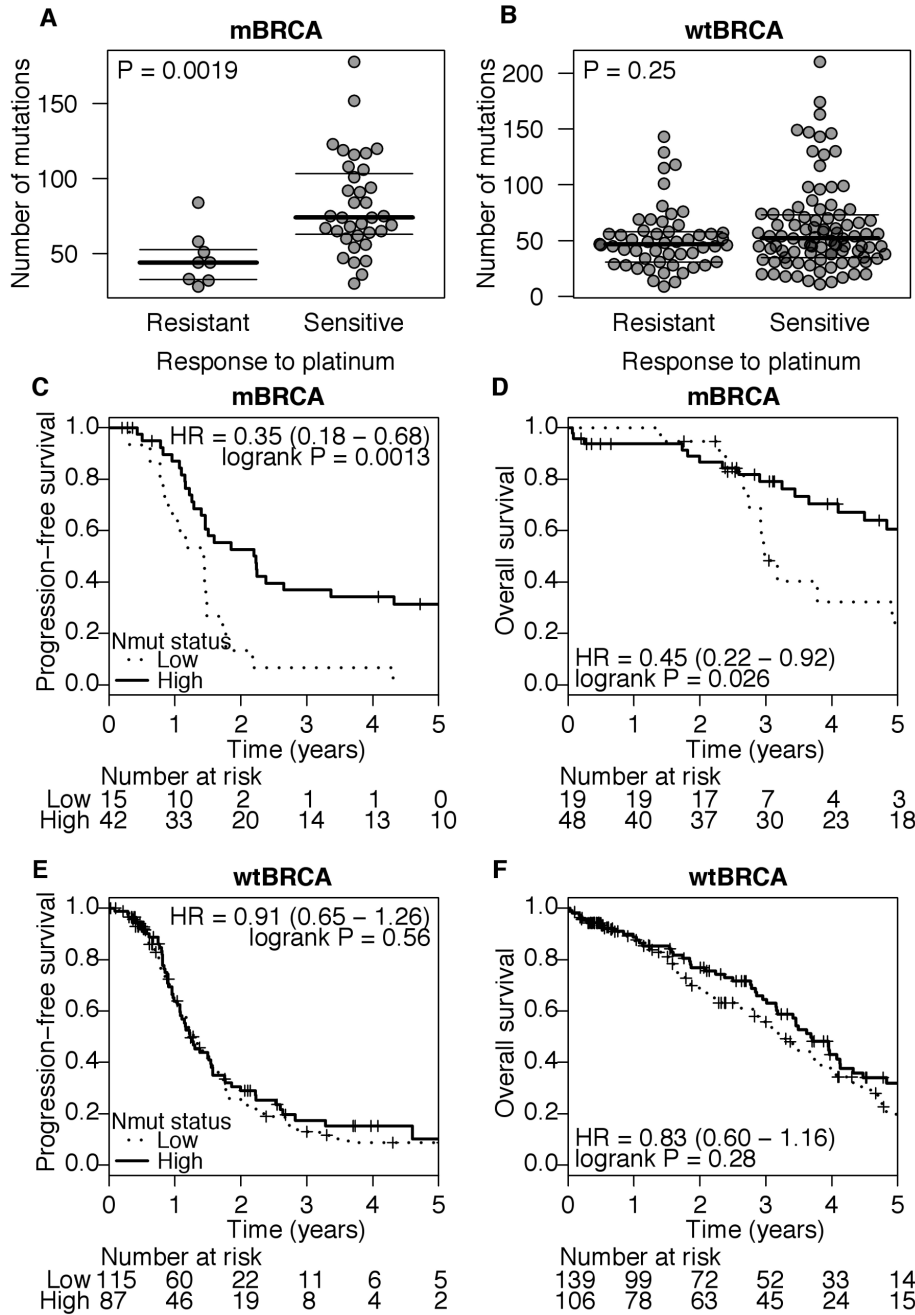 A
mBRCA
P = 0.0019
Number of mutations
150
100
50
Resistant
Sensitive
Response to platinum
B
wtBRCA
P = 0.25
Number of mutations
200
150
100
50
0
Resistant
Sensitive
Response to platinum
C
mBRCA
HR = 0.35 (0.18 − 0.68)
logrank P = 0.0013
Progression−free survival
1.0
0.8
0.6
0.4
0.2
0.0
Nmut status
Low
High
0 1 2 3 4 5
Time (years)
Number at risk
Low 15 10 2 1 1 0
High 42 33 20 14 13 10
D
mBRCA
Overall survival
1.0
0.8
0.6
0.4
0.2
0.0
HR = 0.45 (0.22 − 0.92)
logrank P = 0.026
0 1 2 3 4 5
Time (years)
Number at risk
19 19 17 7 4 3
48 40 37 30 23 18
E
wtBRCA
HR = 0.91 (0.65 − 1.26)
logrank P = 0.56
Progression−free survival
1.0
0.8
0.6
0.4
0.2
0.0
Nmut status
Low
High
0 1 2 3 4 5
Time (years)
Number at risk
Low 115 60 22 11 6 5
High 87 46 19 8 4 2
F
wtBRCA
Overall survival
1.0
0.8
0.6
0.4
0.2
0.0
HR = 0.83 (0.60 − 1.16)
logrank P = 0.28
0 1 2 3 4 5
Time (years)
Number at risk
139 99 72 52 33 14
106 78 63 45 24 15